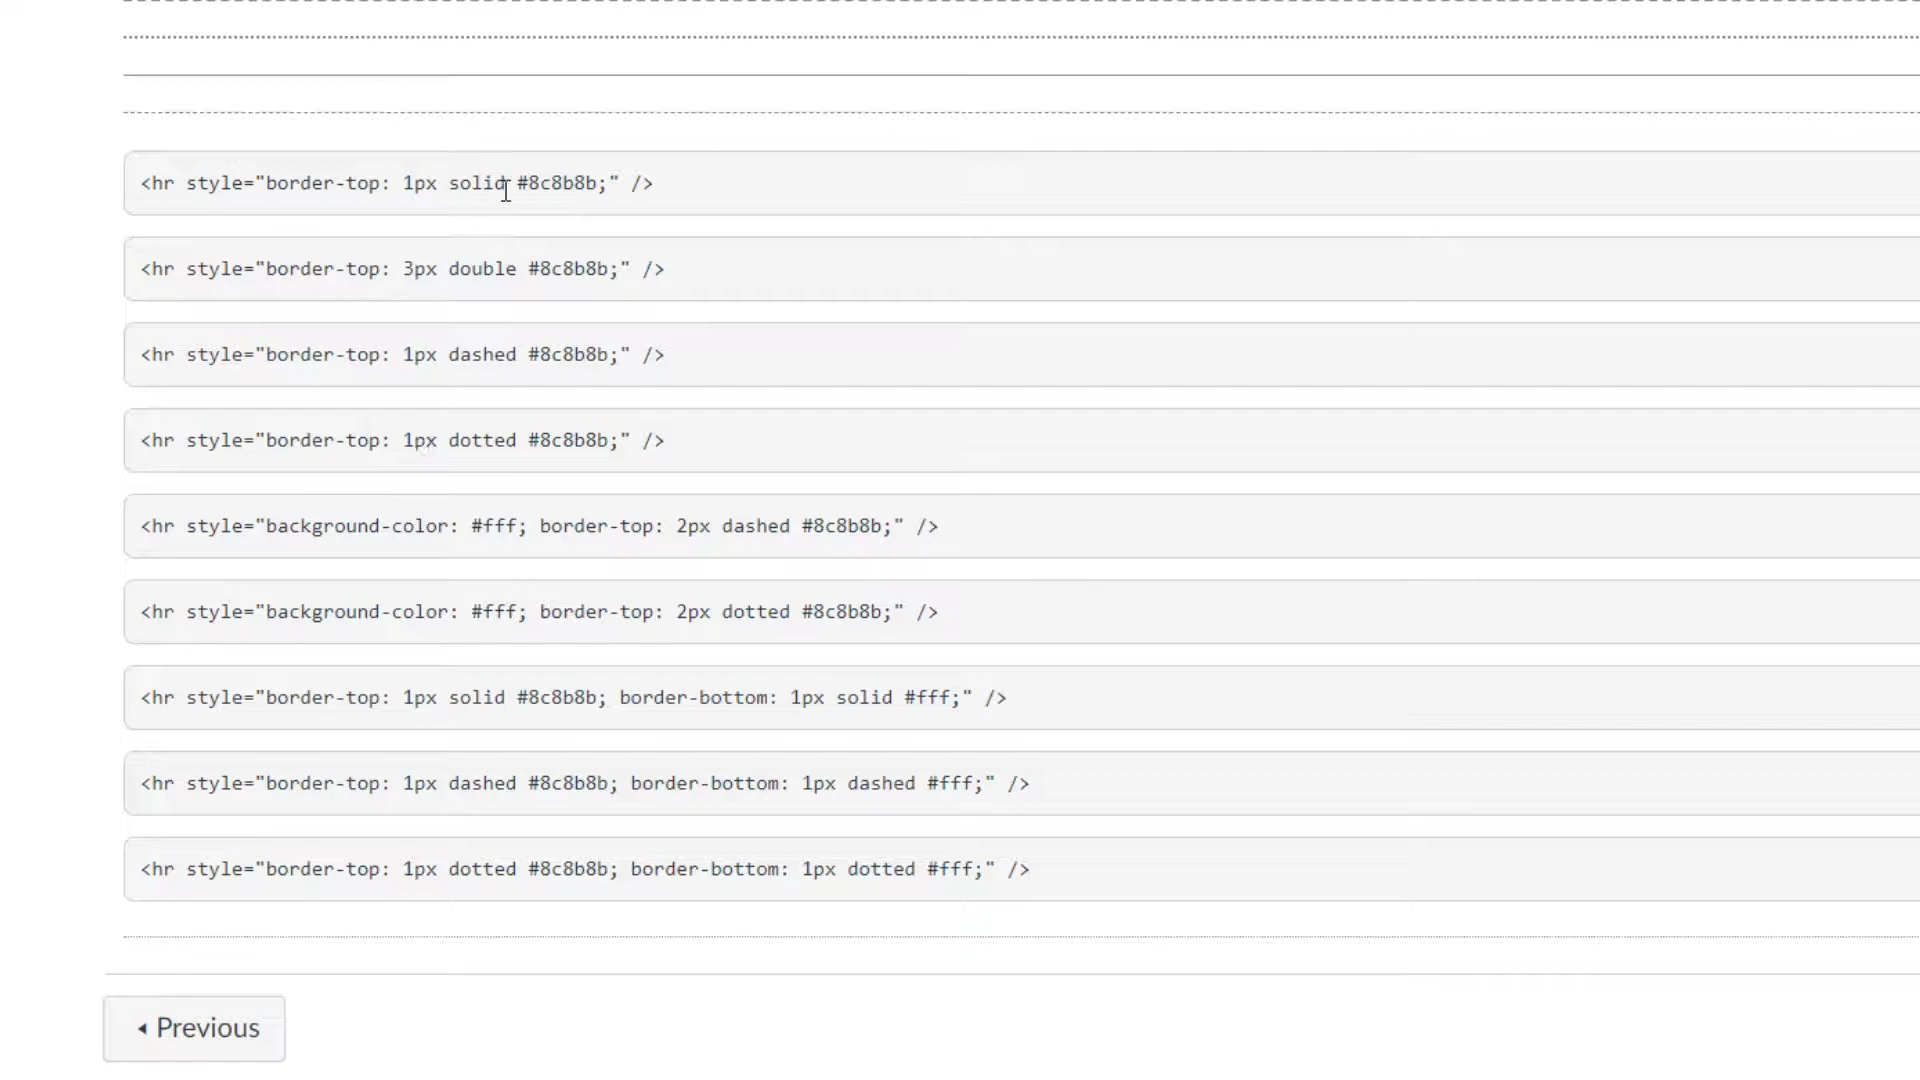 <hr style="border-top: 1px solid #8c8b8b;" />
<hr style="border-top: 3px double #8c8b8b;" />
<hr style="border-top: 1px dashed #8c8b8b;" />
<hr style="border-top: 1px dotted #8c8b8b;" />
<hr style="background-color: #fff; border-top: 2px dashed #8c8b8b;" />
<hr style="background-color: #fff; border-top: 2px dotted #8c8b8b;" />
<hr style="border-top: 1px solid #8c8b8b; border-bottom: 1px solid #fff;" />
<hr style="border-top: 1px dashed #8c8b8b; border-bottom: 1px dashed #fff;" />
<hr style="border-top: 1px dotted #8c8b8b; border-bottom: 1px dotted #fff;" />
Previous